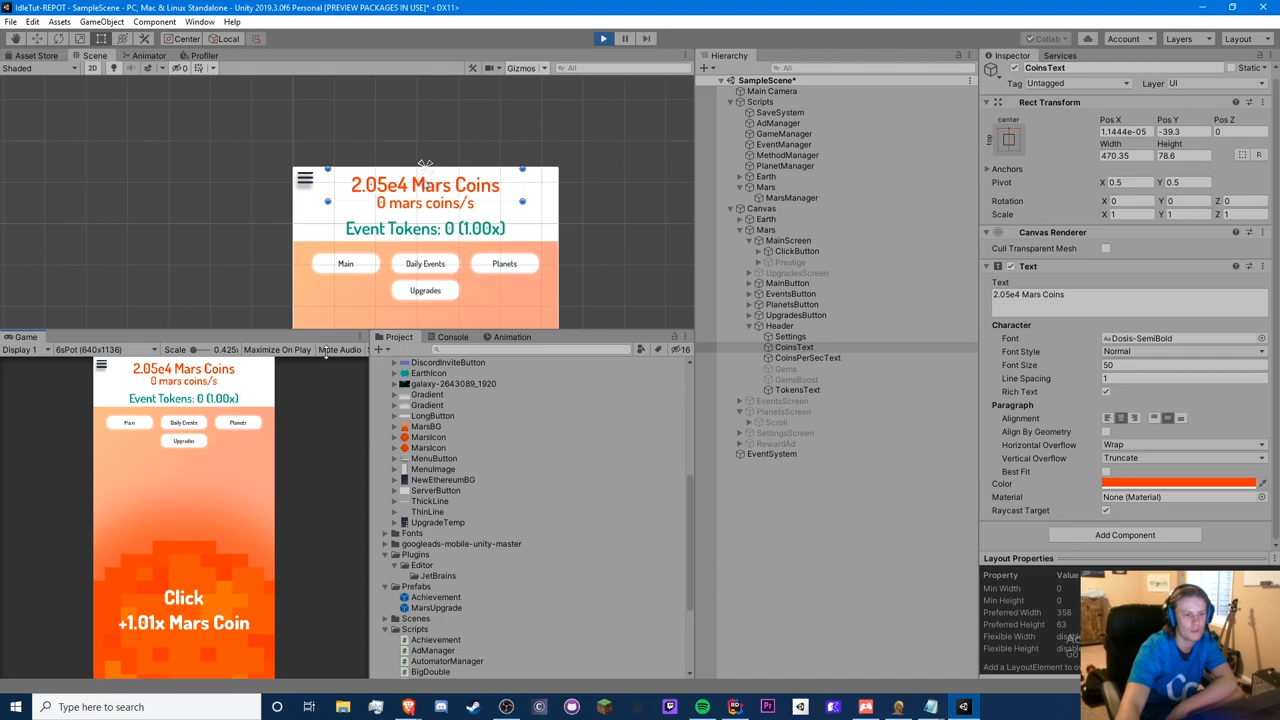 IdleTut-REPOT - SampleScene - PC, Mac & Linux Standalone - Unity 2019.3.0f6 Personal [PREVIEW PACKAGES IN USE]* <DX11>
File Edit Assets GameObject Component Window Help
Center Local Collab Account Layers Layout
Asset Store Scene Animator Profiler
Shaded 2D 0 Gizmos All
2.05e4 Mars Coins
0 mars coins/s
Event Tokens: 0 (1.00x)
Main Daily Events Planets
Upgrades
Game
Display 1 6sPot (640x1136) Scale 0.425 Maximize On Play Mute Audio
2.05e4 Mars Coins
0 mars coins/s
Event Tokens: 0 (1.00x)
Main Daily Events Planets
Upgrades
Click
+1.01x Mars Coin
Project Console Animation
16
DiscordInviteButton
EarthIcon
galaxy-2643089_1920
Gradient
Gradient
LongButton
MarsBG
MarsIcon
MarsIcon
MenuButton
MenuImage
NewEthereumBG
ServerButton
ThickLine
ThinLine
UpgradeTemp
Fonts
googleads-mobile-unity-master
Plugins
Editor
JetBrains
Prefabs
Achievement
MarsUpgrade
Scenes
Scripts
Achievement
AdManager
AutomatorManager
BigDouble
Hierarchy
All
SampleScene*
Main Camera
Scripts
SaveSystem
AdManager
GameManager
EventManager
MethodManager
PlanetManager
Earth
Mars
MarsManager
Canvas
Earth
Mars
MainScreen
ClickButton
Prestige
UpgradesScreen
MainButton
EventsButton
PlanetsButton
UpgradesButton
Header
Settings
CoinsText
CoinsPerSecText
Gems
GemsBoost
TokensText
EventsScreen
PlanetsScreen
Scroll
SettingsScreen
RewardAd
EventSystem
Inspector Services
CoinsText Static
Tag Untagged Layer UI
Rect Transform
center
top
Pos X Pos Y Pos Z
1.1444e-05 -39.3 0
Width Height
470.35 78.6
R
Anchors
Pivot X 0.5 Y 0.5
Rotation X 0 Y 0 Z 0
Scale X 1 Y 1 Z 1
Canvas Renderer
Cull Transparent Mesh
Text
Text
2.05e4 Mars Coins
Character
Font Dosis-SemiBold
Font Style Normal
Font Size 50
Line Spacing 1
Rich Text
Paragraph
Alignment
Align By Geometry
Horizontal Overflow Wrap
Vertical Overflow Truncate
Best Fit
Color
Material None (Material)
Raycast Target
Add Component
Layout Properties
Property Value
Min Width 0
Min Height 0
Preferred Width 358
Preferred Height 63
Flexible Width
Flexible Height
Add a LayoutElement to
Type here to search